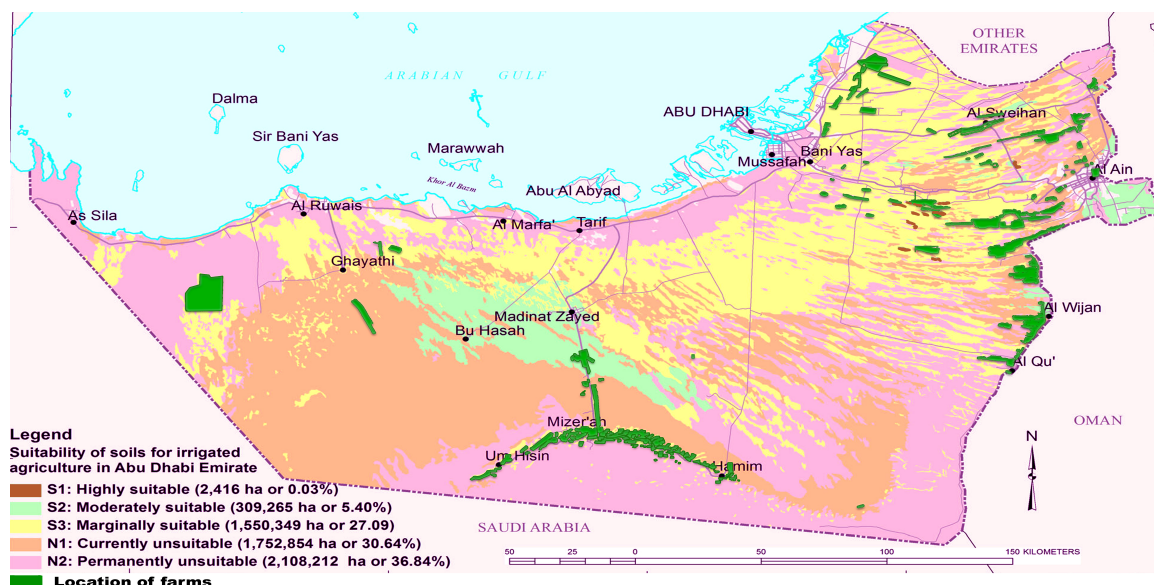 OTHER
EMIRATES
ARABIAN GULF
Dalma
ABU DHABI
Al Sweihan
Sir Bani Yas
Marawwah
Mussafah
Bani Yas
Al Ain
Khor Al Bazm
Abu Al Abyad
As Sila
Al Ruwais
Al Marfa'
Tarif
Ghayathi
Al Wijan
Madinat Zayed
Bu Hasah
Al Qu'
Mizer'ah
OMAN
Legend
Suitability of soils for irrigated
agriculture in Abu Dhabi Emirate
N
Um Hisin
Hamim
S1: Highly suitable (2,416 ha or 0.03%)
S2: Moderately suitable (309,265 ha or 5.40%)
S3: Marginally suitable (1,550,349 ha or 27.09)
SAUDI ARABIA
N1: Currently unsuitable (1,752,854 ha or 30.64%)
50 25 0 50 100 150 KILOMETERS
N2: Permanently unsuitable (2,108,212 ha or 36.84%)
Location of farms